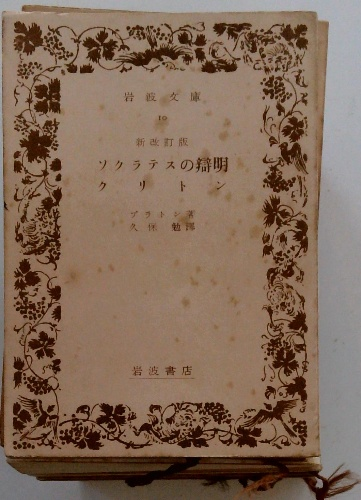 岩波文庫
10
新改訂版
ソクラテスの辯明
クリトン
プラトン著
久保勉譯
岩波書店